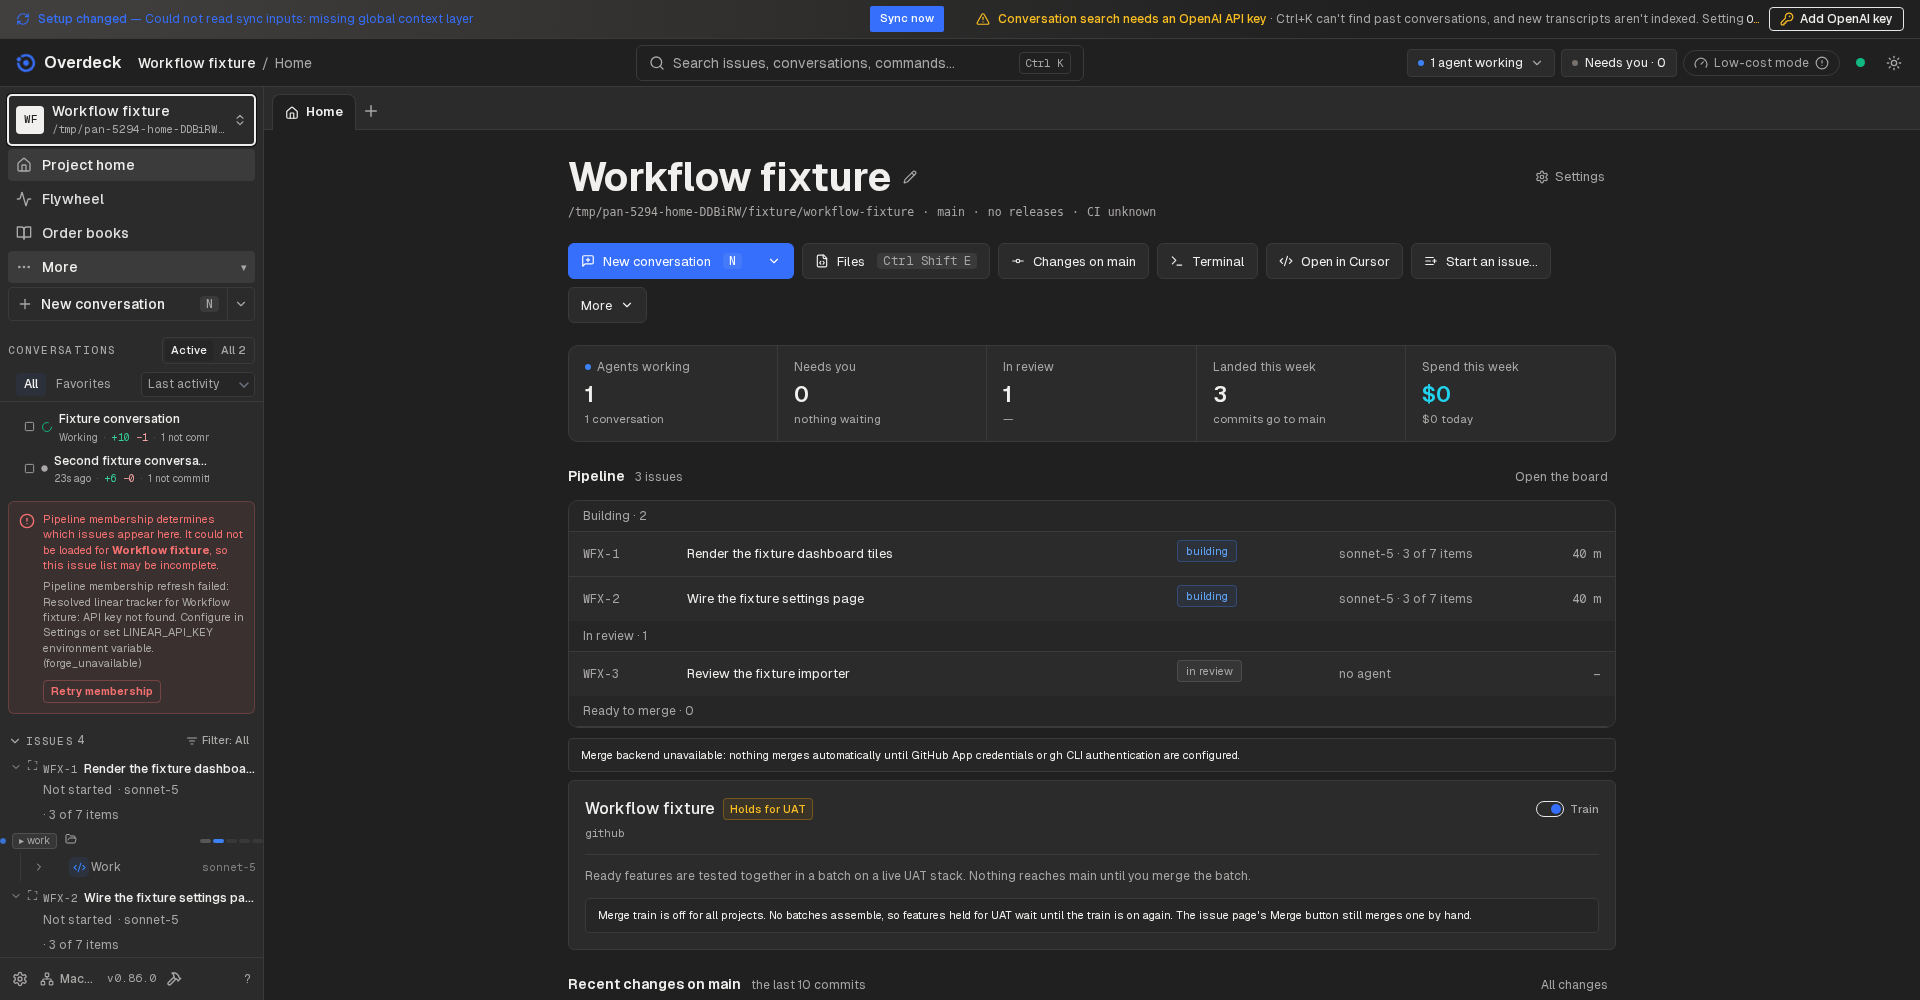 Setup changed — Could not read sync inputs: missing global context layer
Sync now
Conversation search needs an OpenAI API key · Ctrl+K can't find past conversations, and new transcripts aren't indexed. Setting o…
Add OpenAI key
Overdeck
Workflow fixture / Home
Search issues, conversations, commands...
Ctrl K
1 agent working
Needs you · 0
Low-cost mode
WF
Workflow fixture
/tmp/pan-5294-home-DDBiRW…
Project home
Flywheel
Order books
More
New conversation N
CONVERSATIONS
Active All 2
All Favorites
Last activity
Fixture conversation
Working · +10 −1 · 1 not comr
Second fixture conversa...
23s ago · +6 −0 · 1 not committ
Pipeline membership determines
which issues appear here. It could not
be loaded for Workflow fixture, so
this issue list may be incomplete.
Pipeline membership refresh failed:
Resolved linear tracker for Workflow
fixture: API key not found. Configure in
Settings or set LINEAR_API_KEY
environment variable.
(forge_unavailable)
Retry membership
ISSUES 4
Filter: All
WFX-1 Render the fixture dashboa...
Not started · sonnet-5
· 3 of 7 items
▸ work
Work sonnet-5
WFX-2 Wire the fixture settings pa...
Not started · sonnet-5
· 3 of 7 items
Mac...
v0.86.0
?
Home
Workflow fixture
Settings
/tmp/pan-5294-home-DDBiRW/fixture/workflow-fixture · main · no releases · CI unknown
New conversation N
Files Ctrl Shift E
Changes on main
Terminal
Open in Cursor
Start an issue...
More
Agents working
1
1 conversation
Needs you
0
nothing waiting
In review
1
—
Landed this week
3
commits go to main
Spend this week
$0
$0 today
Pipeline 3 issues
Open the board
Building · 2
WFX-1 Render the fixture dashboard tiles building sonnet-5 · 3 of 7 items 40 m
WFX-2 Wire the fixture settings page building sonnet-5 · 3 of 7 items 40 m
In review · 1
WFX-3 Review the fixture importer in review no agent —
Ready to merge · 0
Merge backend unavailable: nothing merges automatically until GitHub App credentials or gh CLI authentication are configured.
Workflow fixture Holds for UAT
Train
github
Ready features are tested together in a batch on a live UAT stack. Nothing reaches main until you merge the batch.
Merge train is off for all projects. No batches assemble, so features held for UAT wait until the train is on again. The issue page's Merge button still merges one by hand.
Recent changes on main the last 10 commits
All changes